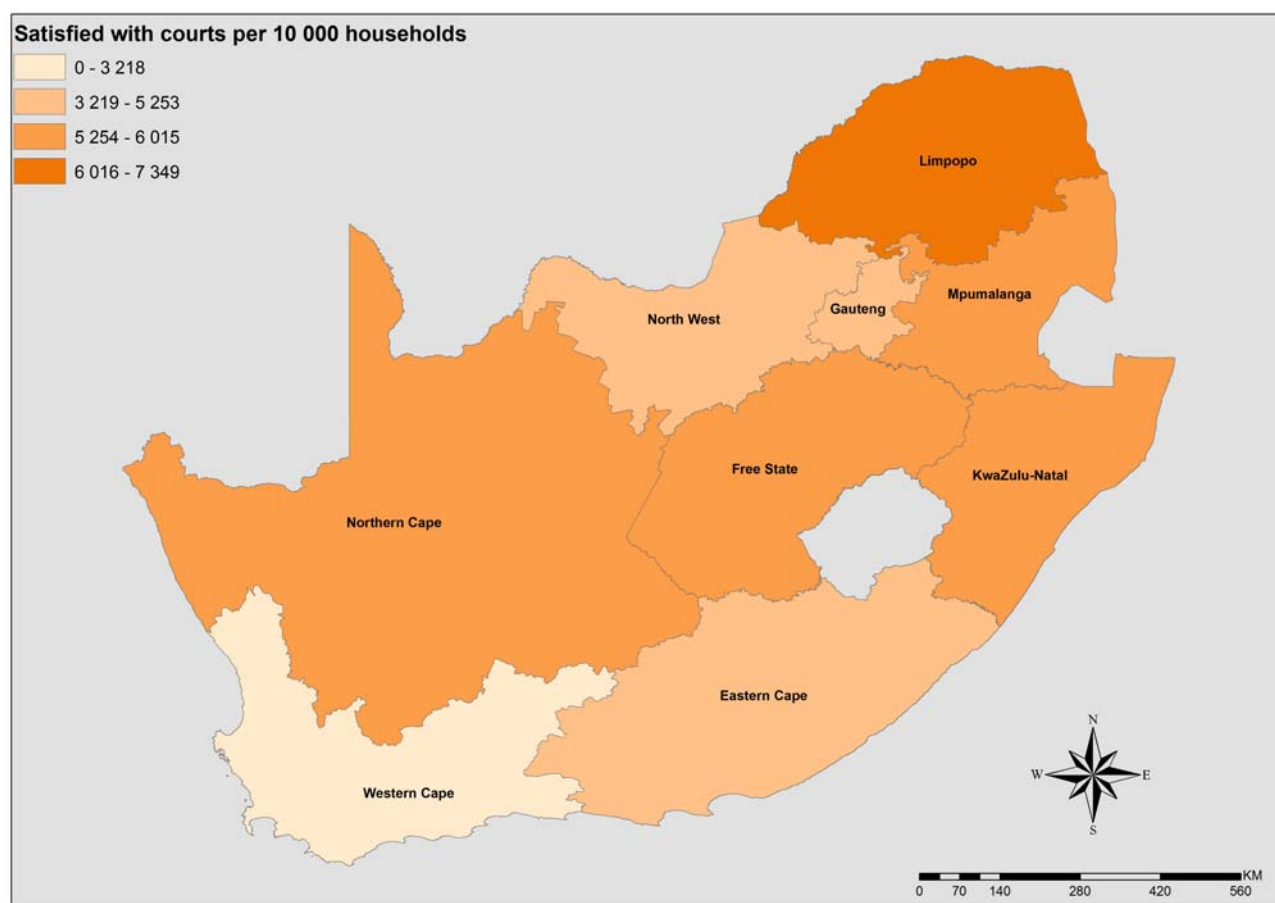 Satisfied with courts per 10 000 households
0 - 3 218
3 219 - 5 253
5 254 - 6 015
6 016 - 7 349
Limpopo
Mpumalanga
Gauteng
North West
Free State
KwaZulu-Natal
Northern Cape
Eastern Cape
Western Cape
N
W E
S
KM
0 70 140 280 420 560